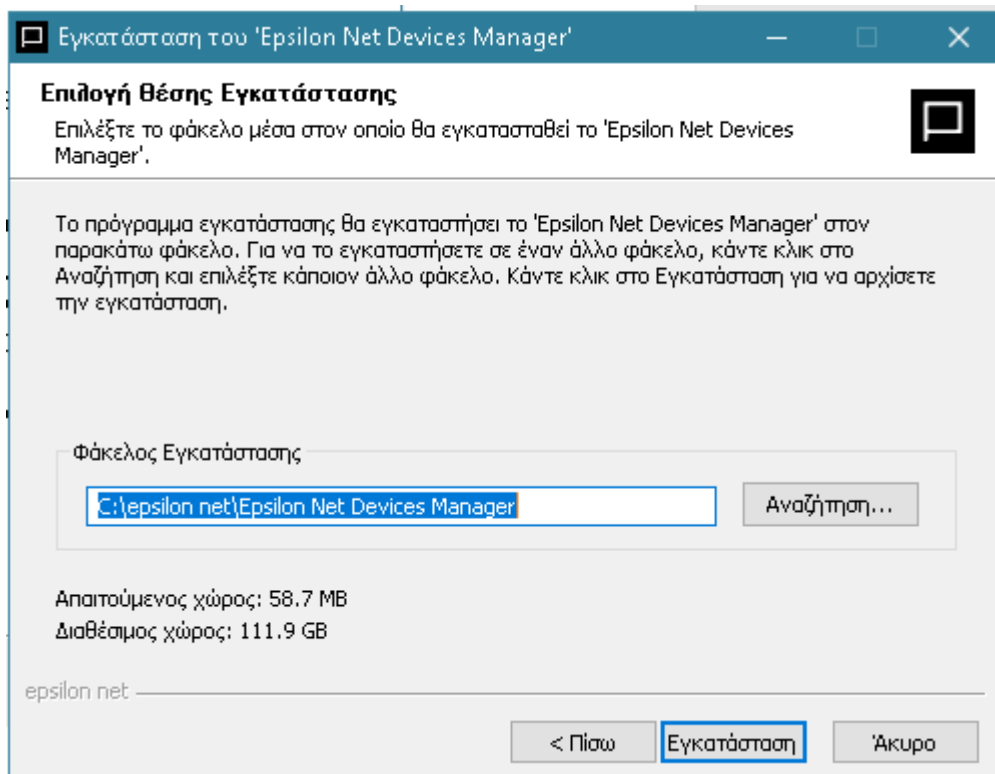 Εγκατάσταση του 'Epsilon Net Devices Manager'
Επιλογή Θέσης Εγκατάστασης
Επιλέξτε το φάκελο μέσα στον οποίο θα εγκατασταθεί το 'Epsilon Net Devices
Manager'.
Το πρόγραμμα εγκατάστασης θα εγκαταστήσει το 'Epsilon Net Devices Manager' στον
παρακάτω φάκελο. Για να το εγκαταστήσετε σε έναν άλλο φάκελο, κάντε κλικ στο
Αναζήτηση και επιλέξτε κάποιον άλλο φάκελο. Κάντε κλικ στο Εγκατάσταση για να αρχίσετε
την εγκατάσταση.
Φάκελος Εγκατάστασης
C:\epsilon net\Epsilon Net Devices Manager
Αναζήτηση...
Απαιτούμενος χώρος: 58.7 MB
Διαθέσιμος χώρος: 111.9 GB
epsilon net
< Πίσω
Εγκατάσταση
Άκυρο